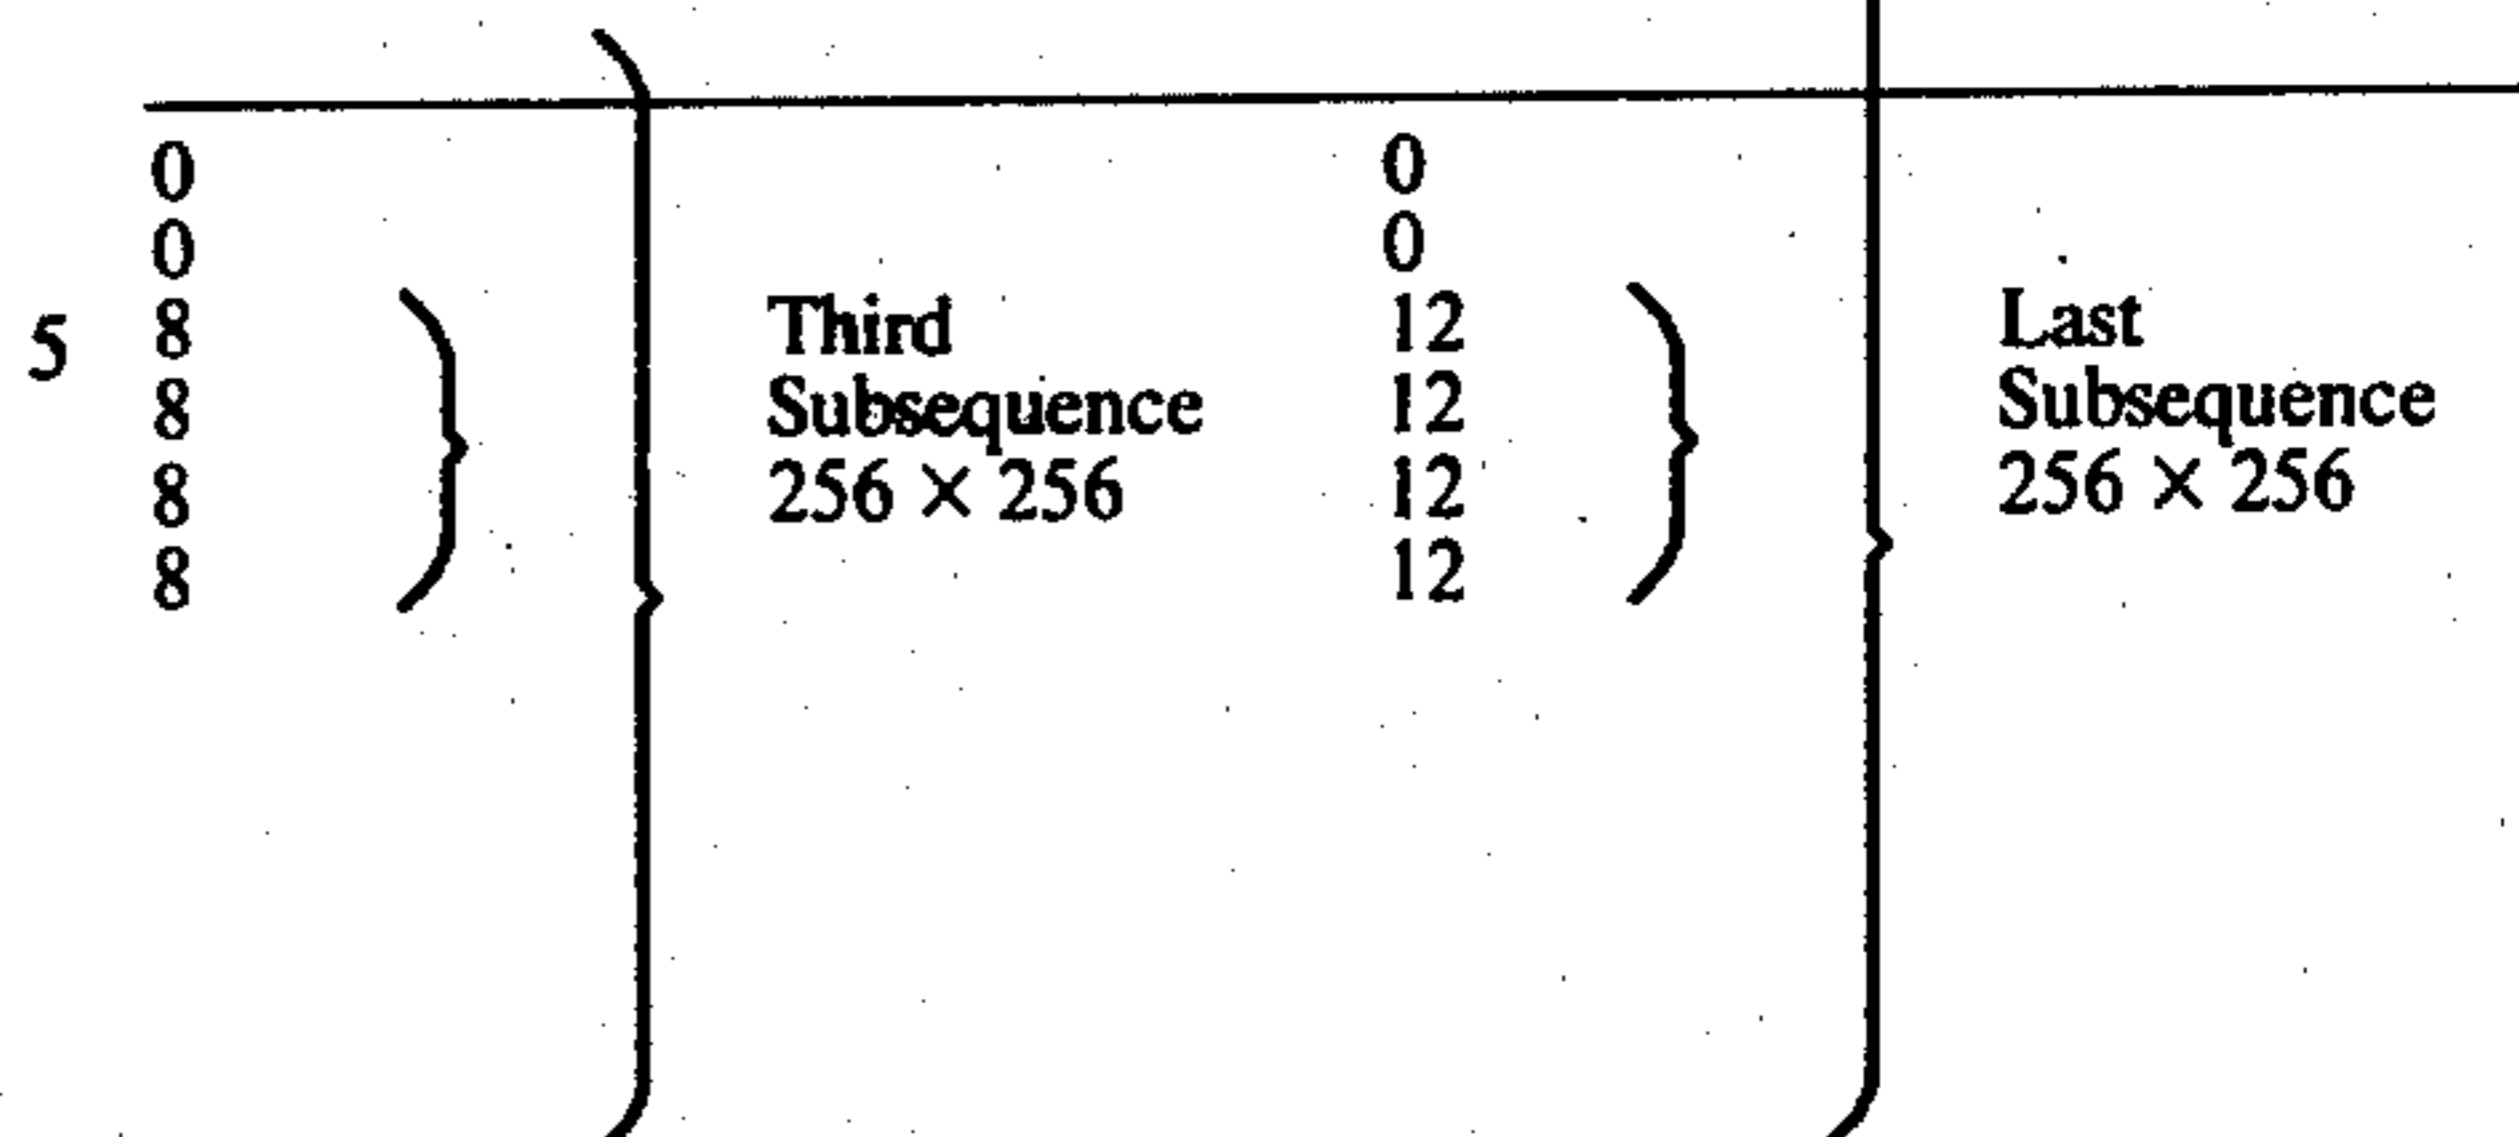 0 0
0 0
5 8 Third 12 Last
8 Subsequence 12 Subsequence
8 256 × 256 12 256 × 256
8 12